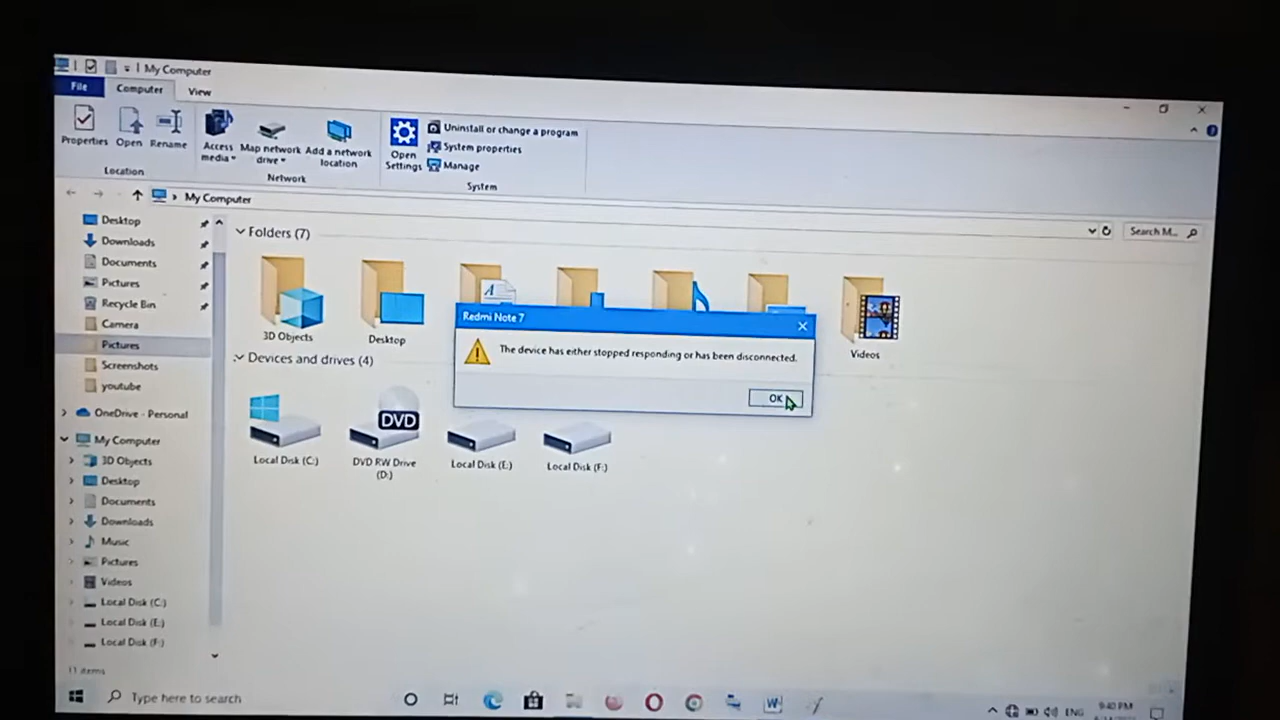 My Computer
File
Computer
View
Properties
Open
Rename
Access media
Map network drive
Add a network location
Open Settings
Uninstall or change a program
System properties
Manage
Location
Network
System
My Computer
Search M...
Desktop
Downloads
Documents
Pictures
Recycle Bin
Camera
Pictures
Screenshots
youtube
OneDrive - Personal
My Computer
3D Objects
Desktop
Documents
Downloads
Music
Pictures
Videos
Local Disk (C:)
Local Disk (E:)
Local Disk (F:)
11 items
Folders (7)
3D Objects
Desktop
A
Videos
Redmi Note 7
The device has either stopped responding or has been disconnected.
OK
Devices and drives (4)
Local Disk (C:)
DVD
DVD RW Drive
(D:)
Local Disk (E:)
Local Disk (F:)
Type here to search
W
ENG
9:40 PM